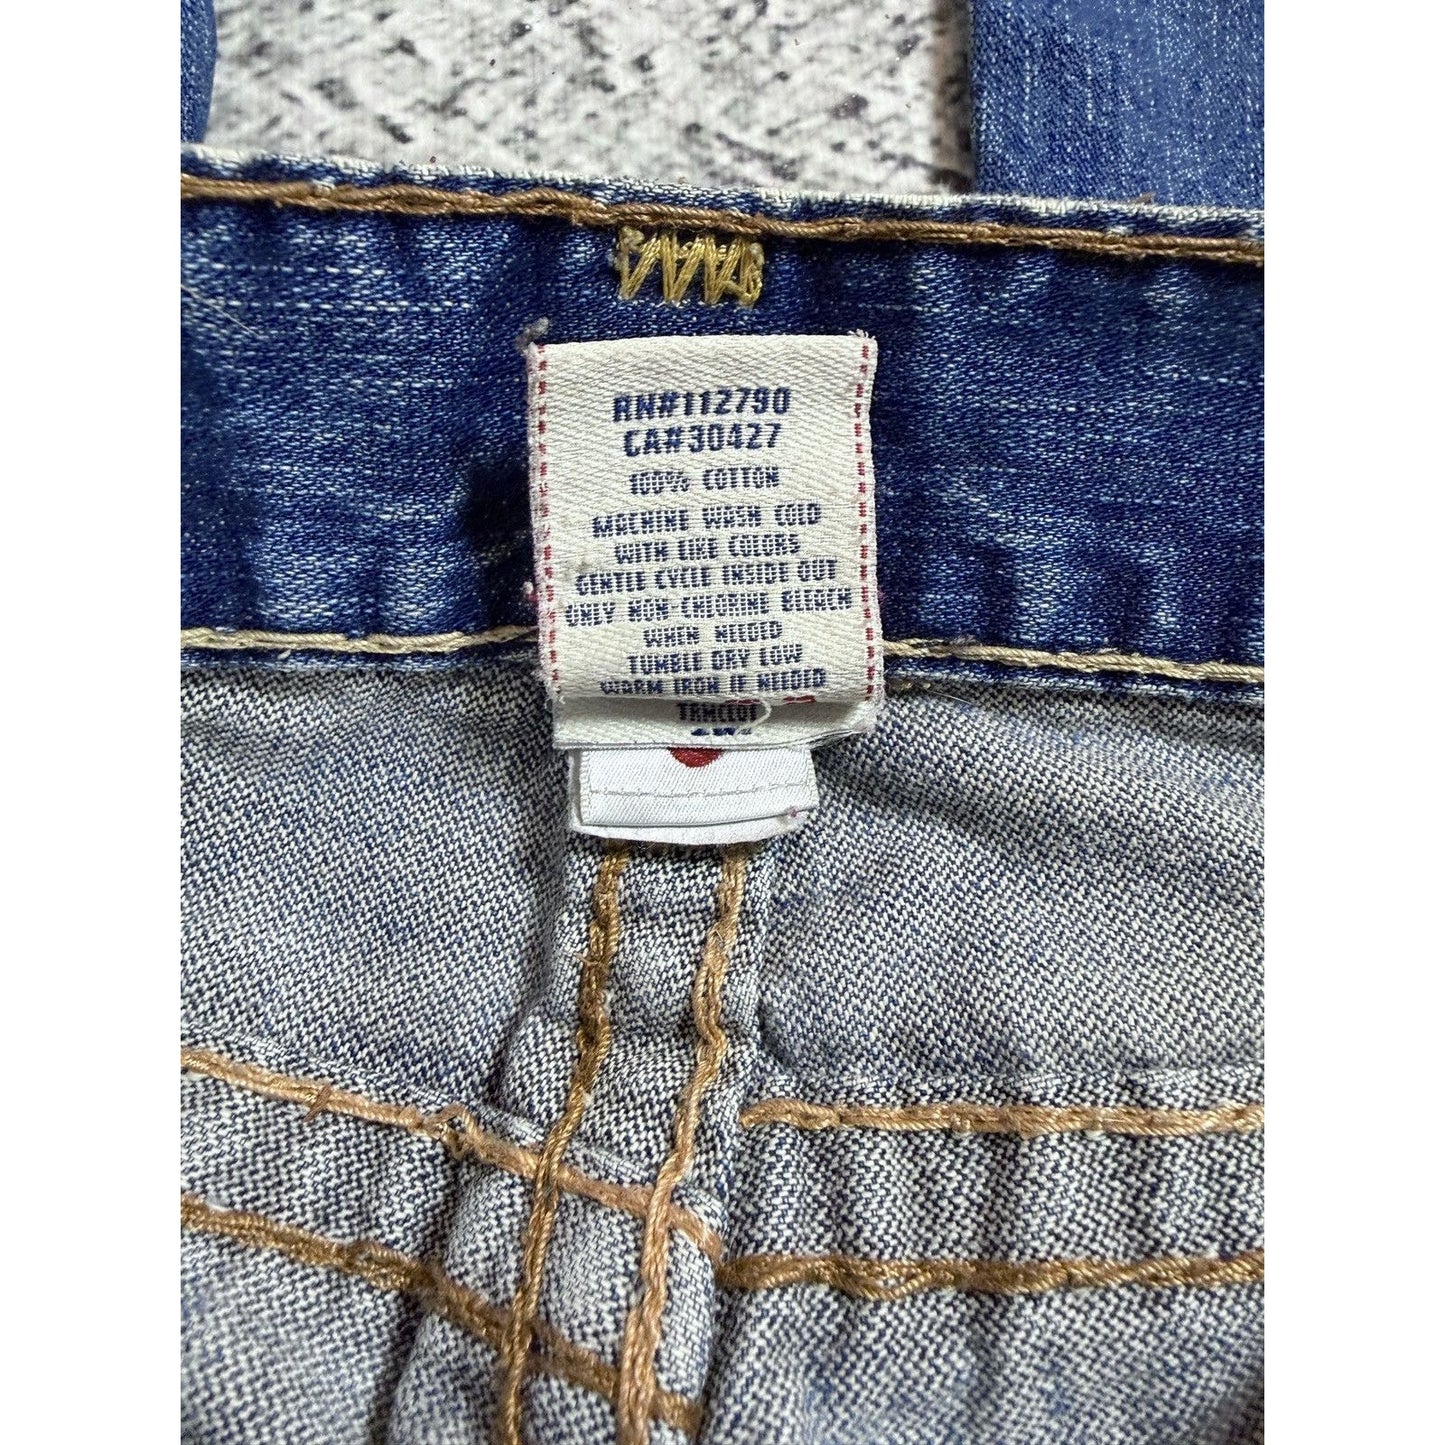 RN#112790
CA#30427
100% COTTON
MACHINE WASH COLD
WITH LIKE COLORS
GENTLE CYCLE INSIDE OUT
ONLY NON-CHLORINE BLEACH
WHEN NEEDED
TUMBLE DRY LOW
WARM IRON IF NEEDED